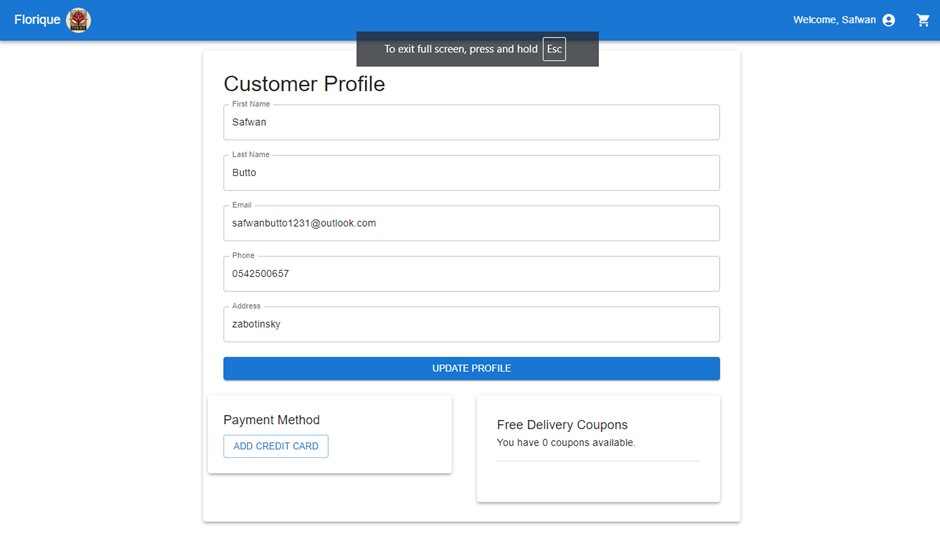 Florique
Welcome, Safwan
To exit full screen, press and hold Esc
Customer Profile
First Name
Safwan
Last Name
Butto
Email
safwanbutto1231@outlook.com
Phone
0542500657
Address
zabotinsky
UPDATE PROFILE
Payment Method
ADD CREDIT CARD
Free Delivery Coupons
You have 0 coupons available.